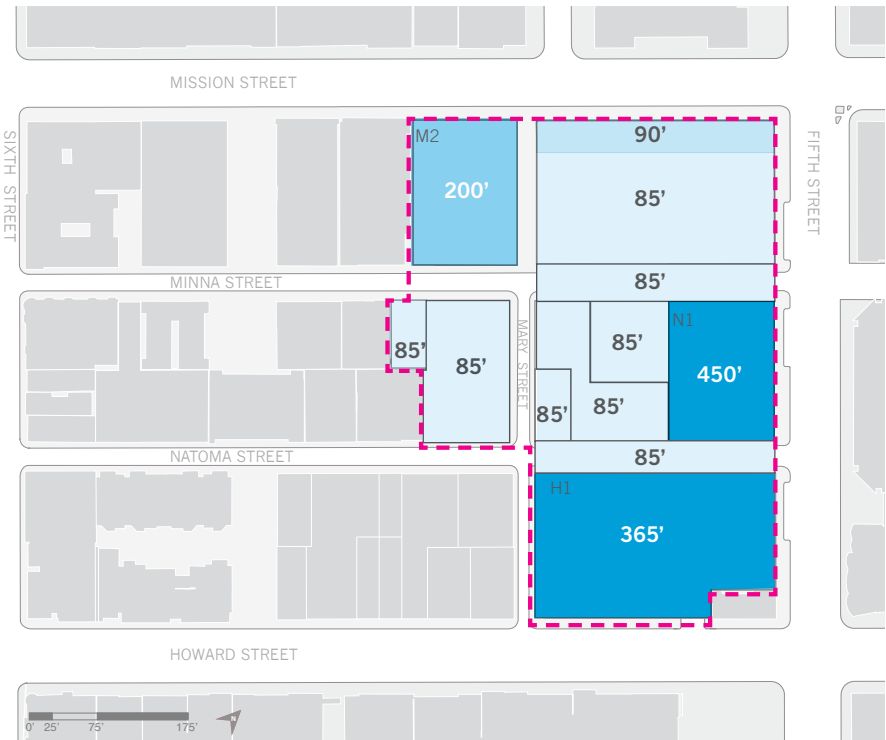 MISSION STREET
SIXTH STREET
FIFTH STREET
M2
90’
200’
85’
MINNA STREET
85’
MARY STREET
N1
85’
85’
85’
450’
85’
85’
NATOMA STREET
85’
H1
365’
HOWARD STREET
N
0’ 25’ 75’ 175’